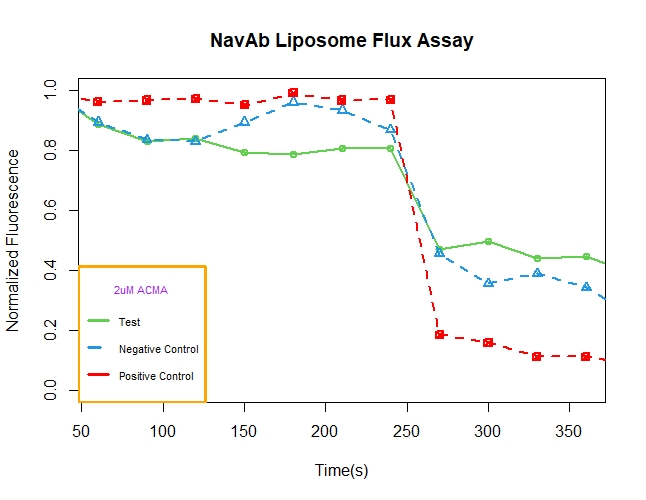 NavAb Liposome Flux Assay
Normalized Fluorescence
1.0
0.8
0.6
0.4
0.2
0.0
2uM ACMA
Test
Negative Control
Positive Control
50 100 150 200 250 300 350
Time(s)